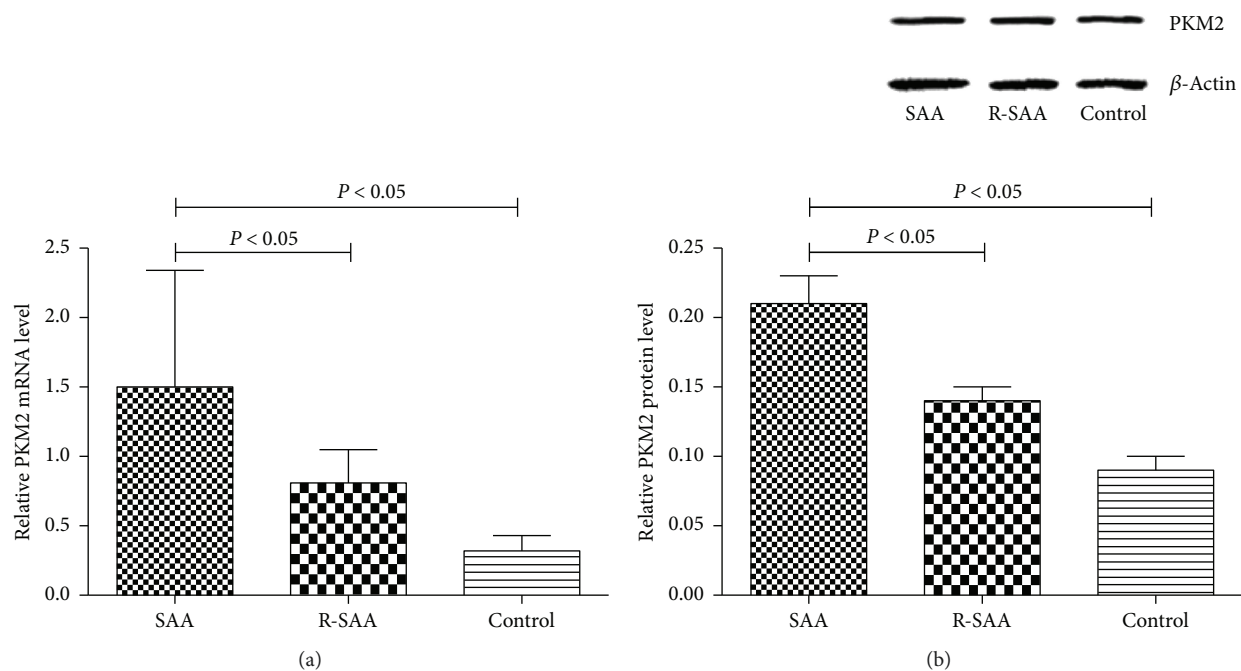 PKM2
β-Actin
SAA R-SAA Control
P < 0.05
P < 0.05
2.5
2.0
1.5
1.0
0.5
0.0
Relative PKM2 mRNA level
SAA R-SAA Control
(a)
P < 0.05
P < 0.05
0.25
0.20
0.15
0.10
0.05
0.00
Relative PKM2 protein level
SAA R-SAA Control
(b)